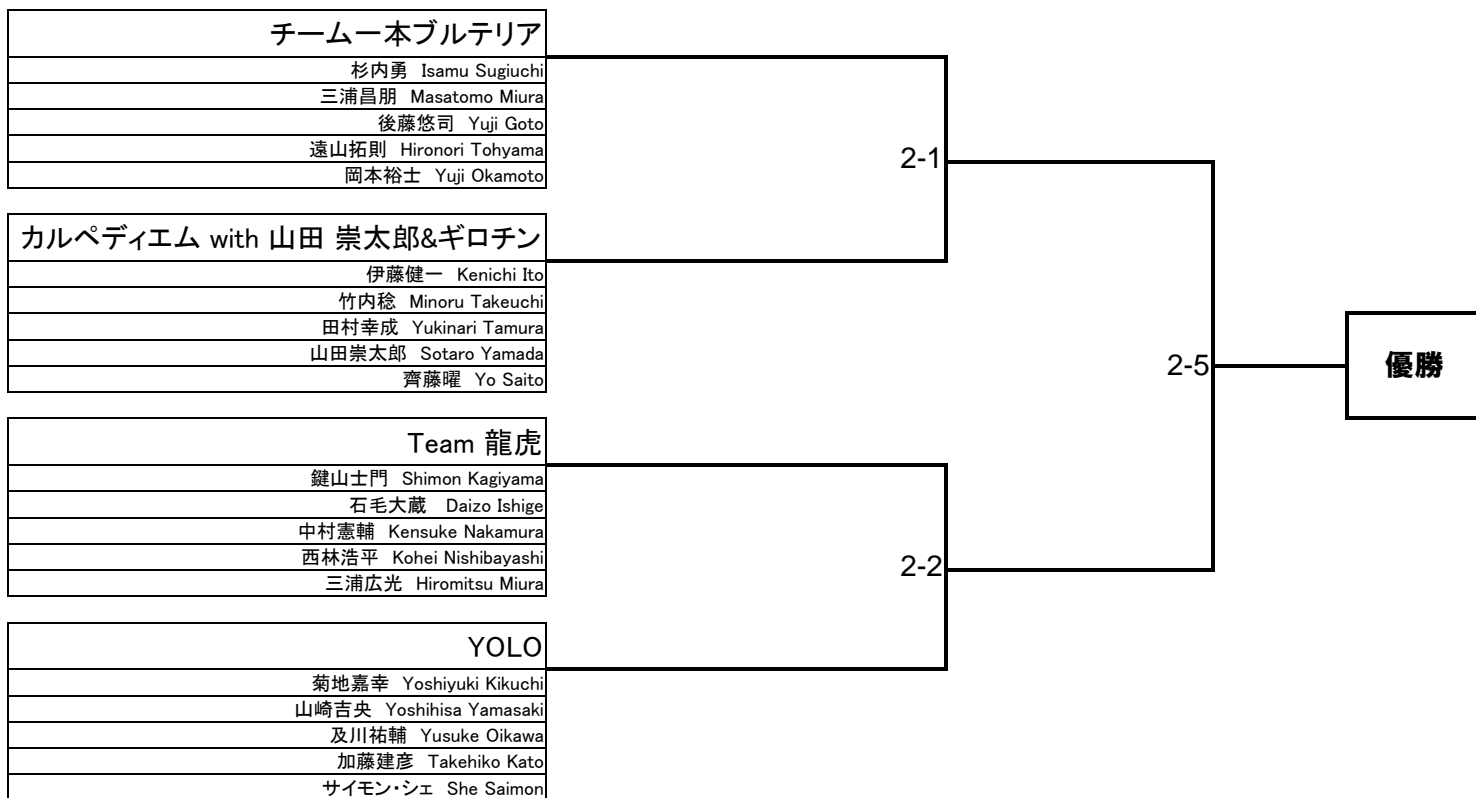 チーム一本ブルテリア
杉内勇 Isamu Sugiuchi
三浦昌朋 Masatomo Miura
後藤悠司 Yuji Goto
遠山拓則 Hironori Tohyama
岡本裕士 Yuji Okamoto
2-1
カルペディエム with 山田 崇太郎&ギロチン
伊藤健一 Kenichi Ito
竹内稔 Minoru Takeuchi
田村幸成 Yukinari Tamura
山田崇太郎 Sotaro Yamada
齊藤曜 Yo Saito
2-5
優勝
Team 龍虎
鍵山士門 Shimon Kagiyama
石毛大蔵 Daizo Ishige
中村憲輔 Kensuke Nakamura
西林浩平 Kohei Nishibayashi
三浦広光 Hiromitsu Miura
2-2
YOLO
菊地嘉幸 Yoshiyuki Kikuchi
山崎吉央 Yoshihisa Yamasaki
及川祐輔 Yusuke Oikawa
加藤建彦 Takehiko Kato
サイモン・シェ She Saimon